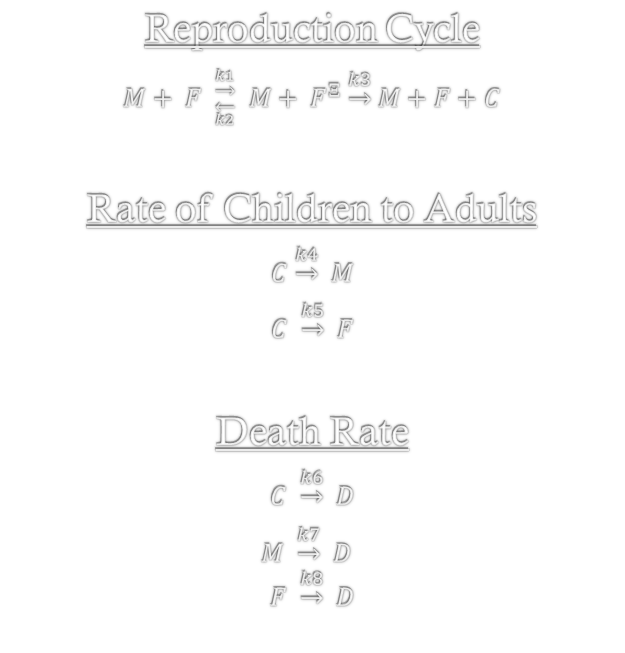 Reproduction Cycle
k1
M + F ⇄ M + F^Ξ →^k3 M + F + C
k2
Rate of Children to Adults
k4
C → M
k5
C → F
Death Rate
k6
C → D
k7
M → D
k8
F → D